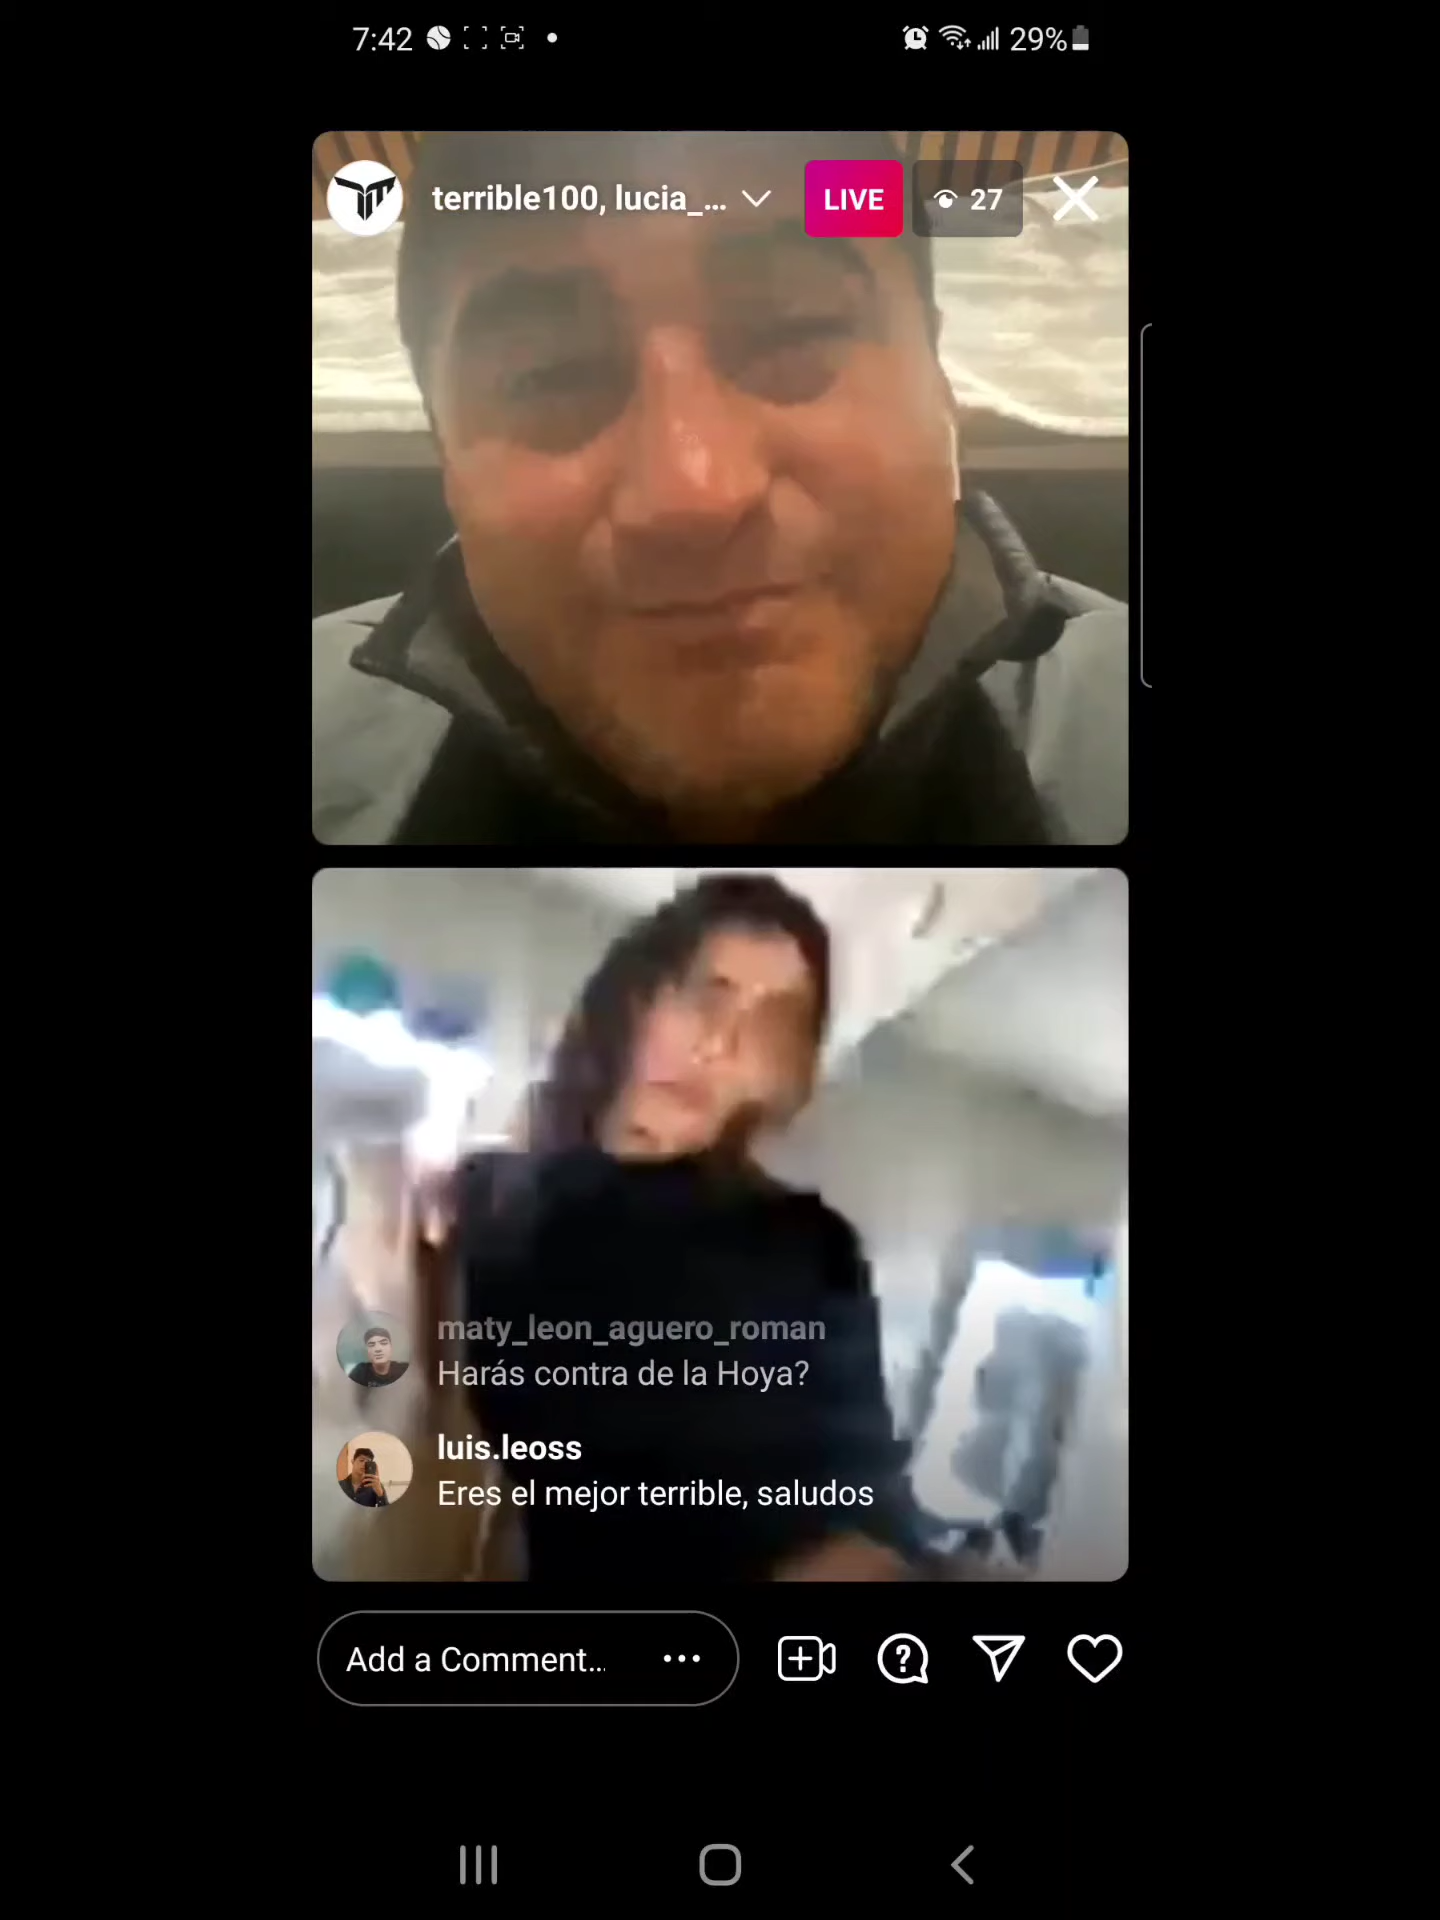 7:42
29%
terrible100, lucia_...
LIVE
27
maty_leon_aguero_roman
Harás contra de la Hoya?
luis.leoss
Eres el mejor terrible, saludos
Add a Comment...